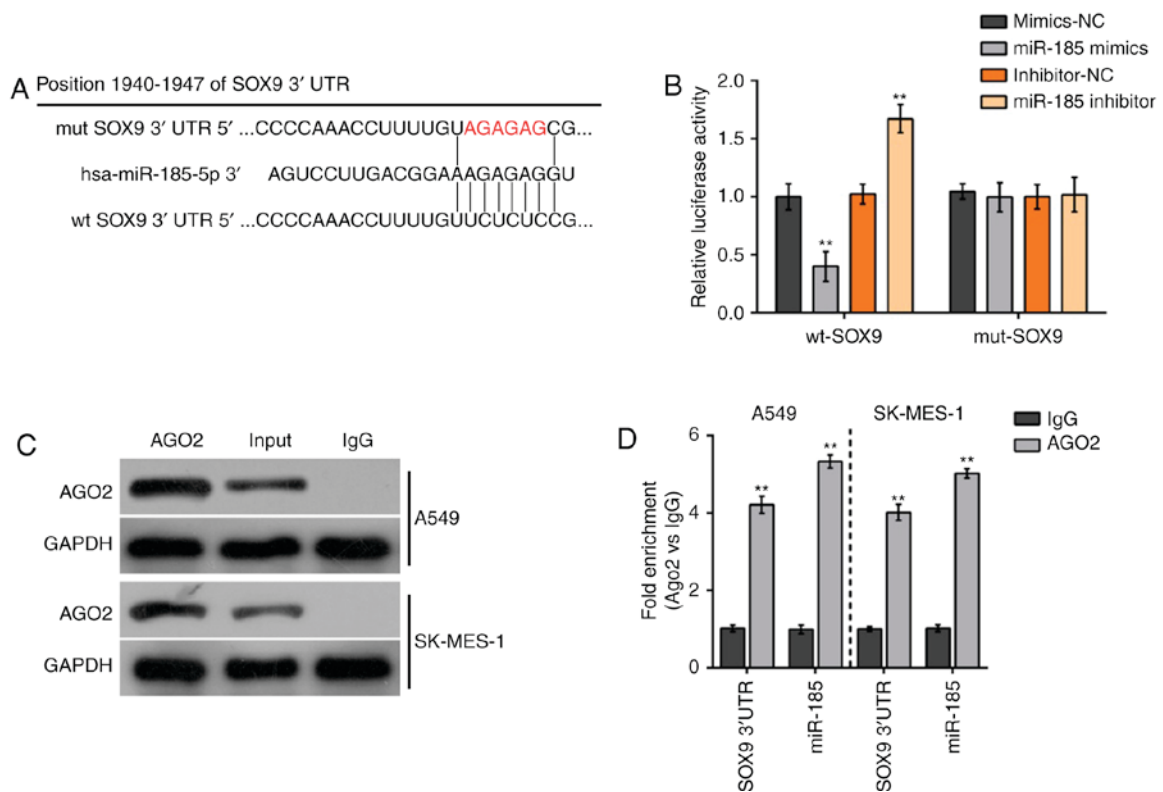 A
Position 1940-1947 of SOX9 3′ UTR
mut SOX9 3′ UTR 5′ ...CCCCAAACCUUUUGUAGAGAGCG...
hsa-miR-185-5p 3′ AGUCCUUGACGGAAAGAGAGGU
wt SOX9 3′ UTR 5′ ...CCCCAAACCUUUUGUUCUCUCCG...
B
Mimics-NC
miR-185 mimics
Inhibitor-NC
miR-185 inhibitor
Relative luciferase activity
2.0
1.5
1.0
0.5
0.0
**
**
wt-SOX9
mut-SOX9
C
AGO2 Input IgG
AGO2
GAPDH
A549
AGO2
GAPDH
SK-MES-1
D
A549 SK-MES-1
IgG
AGO2
Fold enrichment
(Ago2 vs IgG)
6
4
2
0
**
**
**
**
SOX9 3′UTR
miR-185
SOX9 3′UTR
miR-185